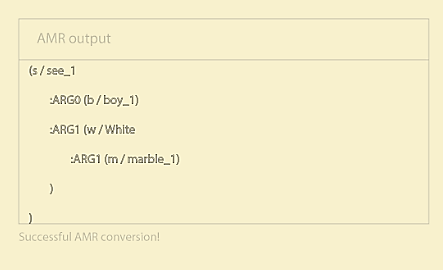 AMR output
(s / see_1
:ARG0 (b / boy_1)
:ARG1 (w / White
:ARG1 (m / marble_1)
)
)
Successful AMR conversion!